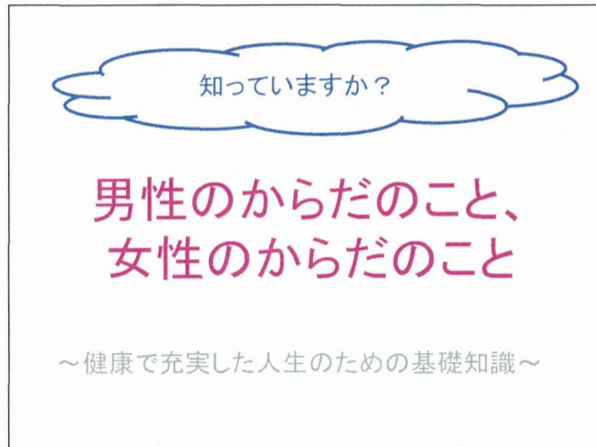 知っていますか？
男性のからだのこと、
女性のからだのこと
～健康で充実した人生のための基礎知識～